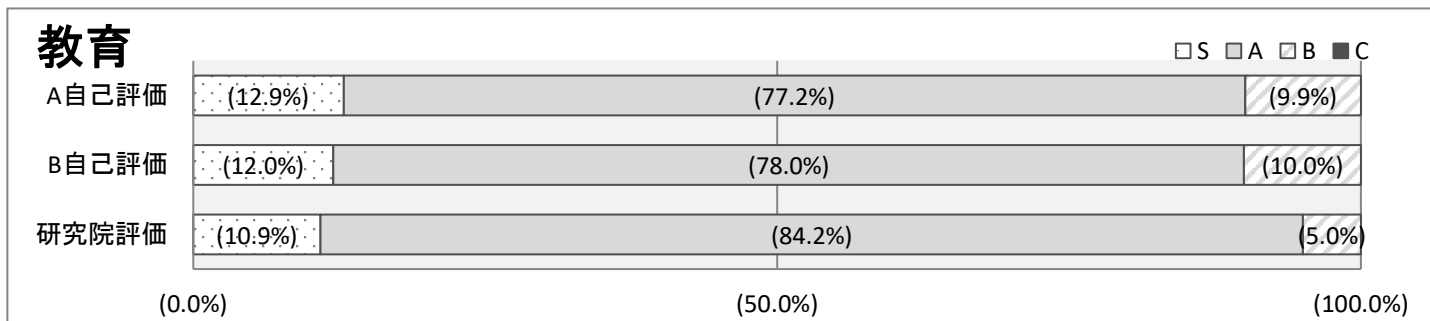 教育
S A B C
A自己評価 (12.9%) (77.2%) (9.9%)
B自己評価 (12.0%) (78.0%) (10.0%)
研究院評価 (10.9%) (84.2%) (5.0%)
(0.0%) (50.0%) (100.0%)